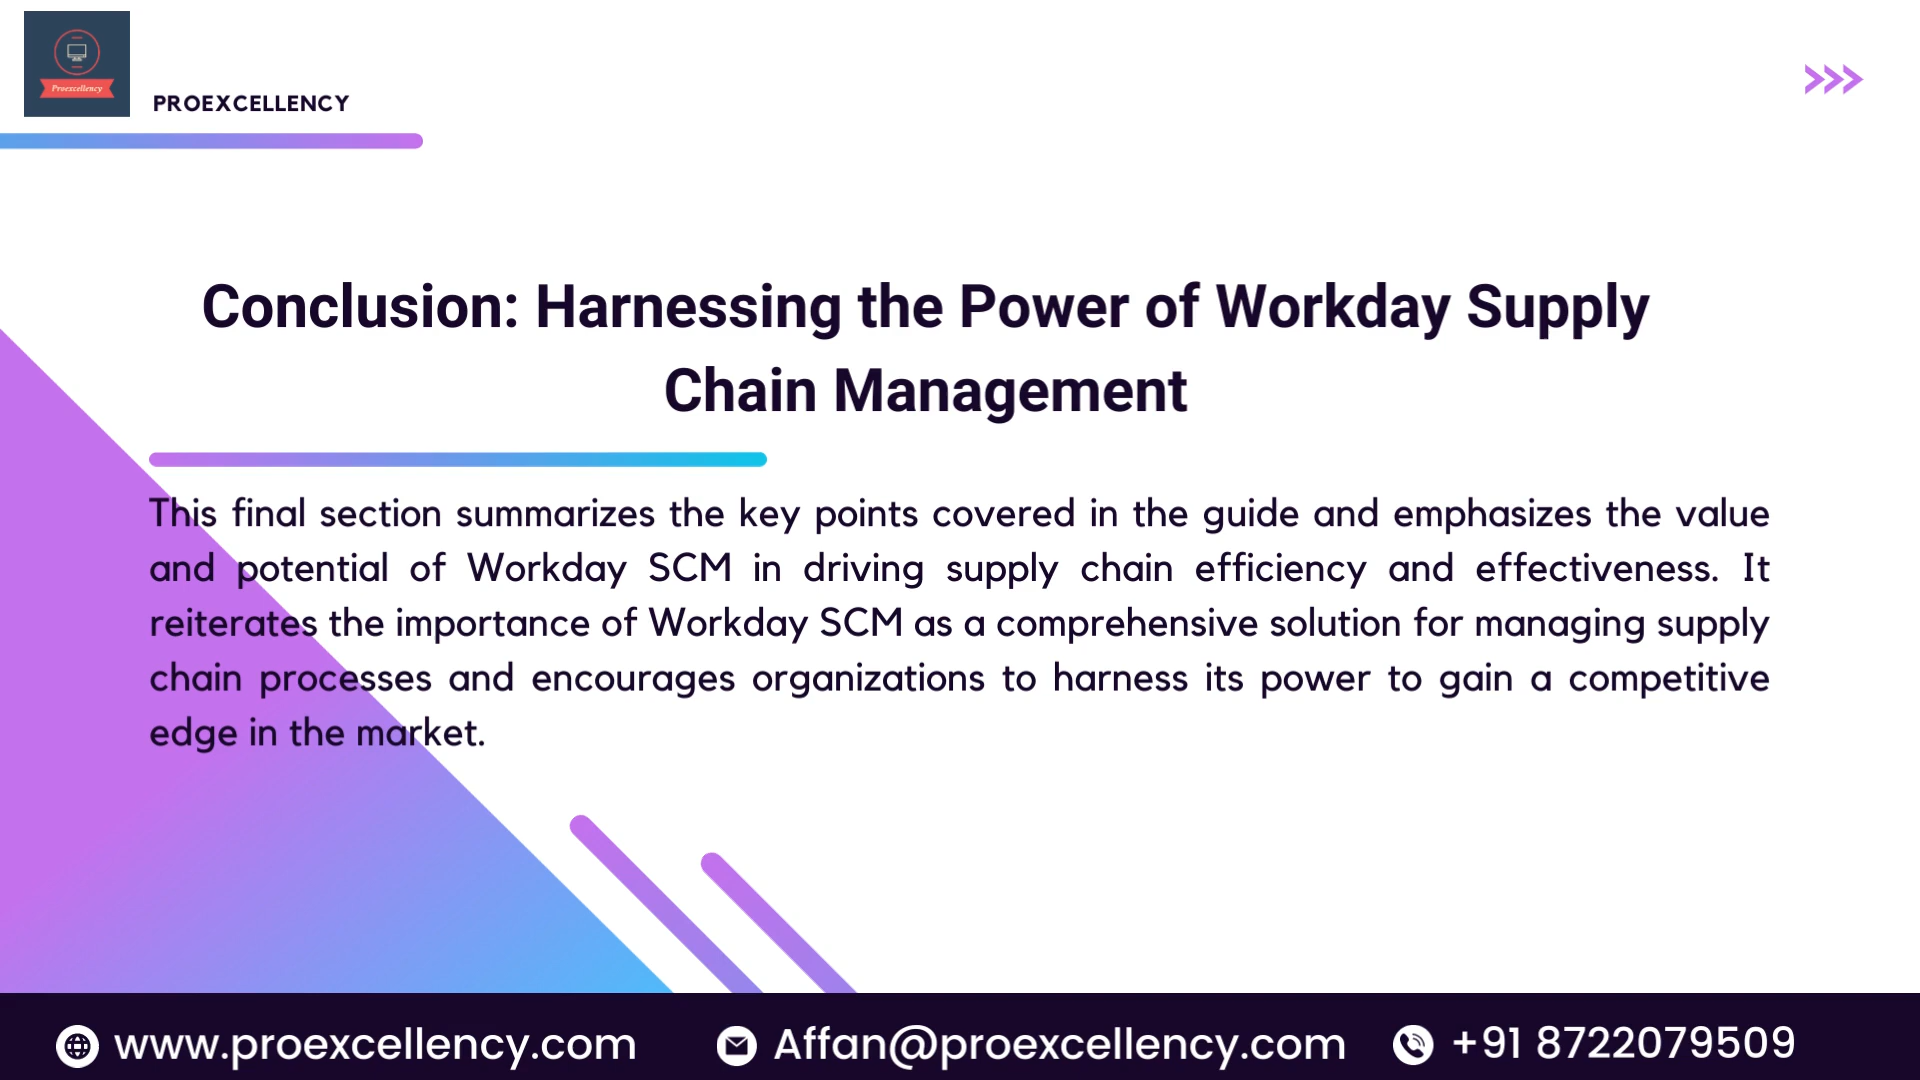 Proexcellency
PROEXCELLENCY
Conclusion: Harnessing the Power of Workday Supply
Chain Management
This final section summarizes the key points covered in the guide and emphasizes the value
and potential of Workday SCM in driving supply chain efficiency and effectiveness. It
reiterates the importance of Workday SCM as a comprehensive solution for managing supply
chain processes and encourages organizations to harness its power to gain a competitive
edge in the market.
www.proexcellency.com
Affan@proexcellency.com
+91 8722079509